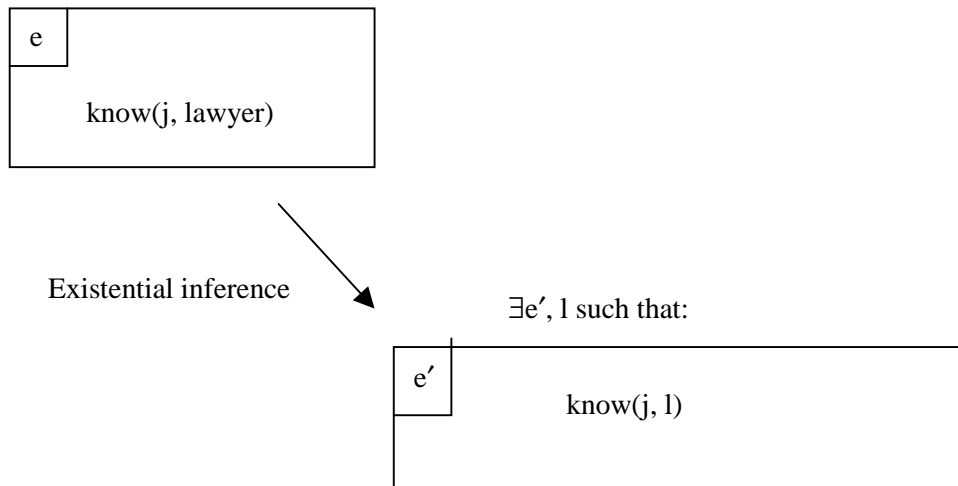 e
know(j, lawyer)
Existential inference
∃e′, l such that:
e′
know(j, l)